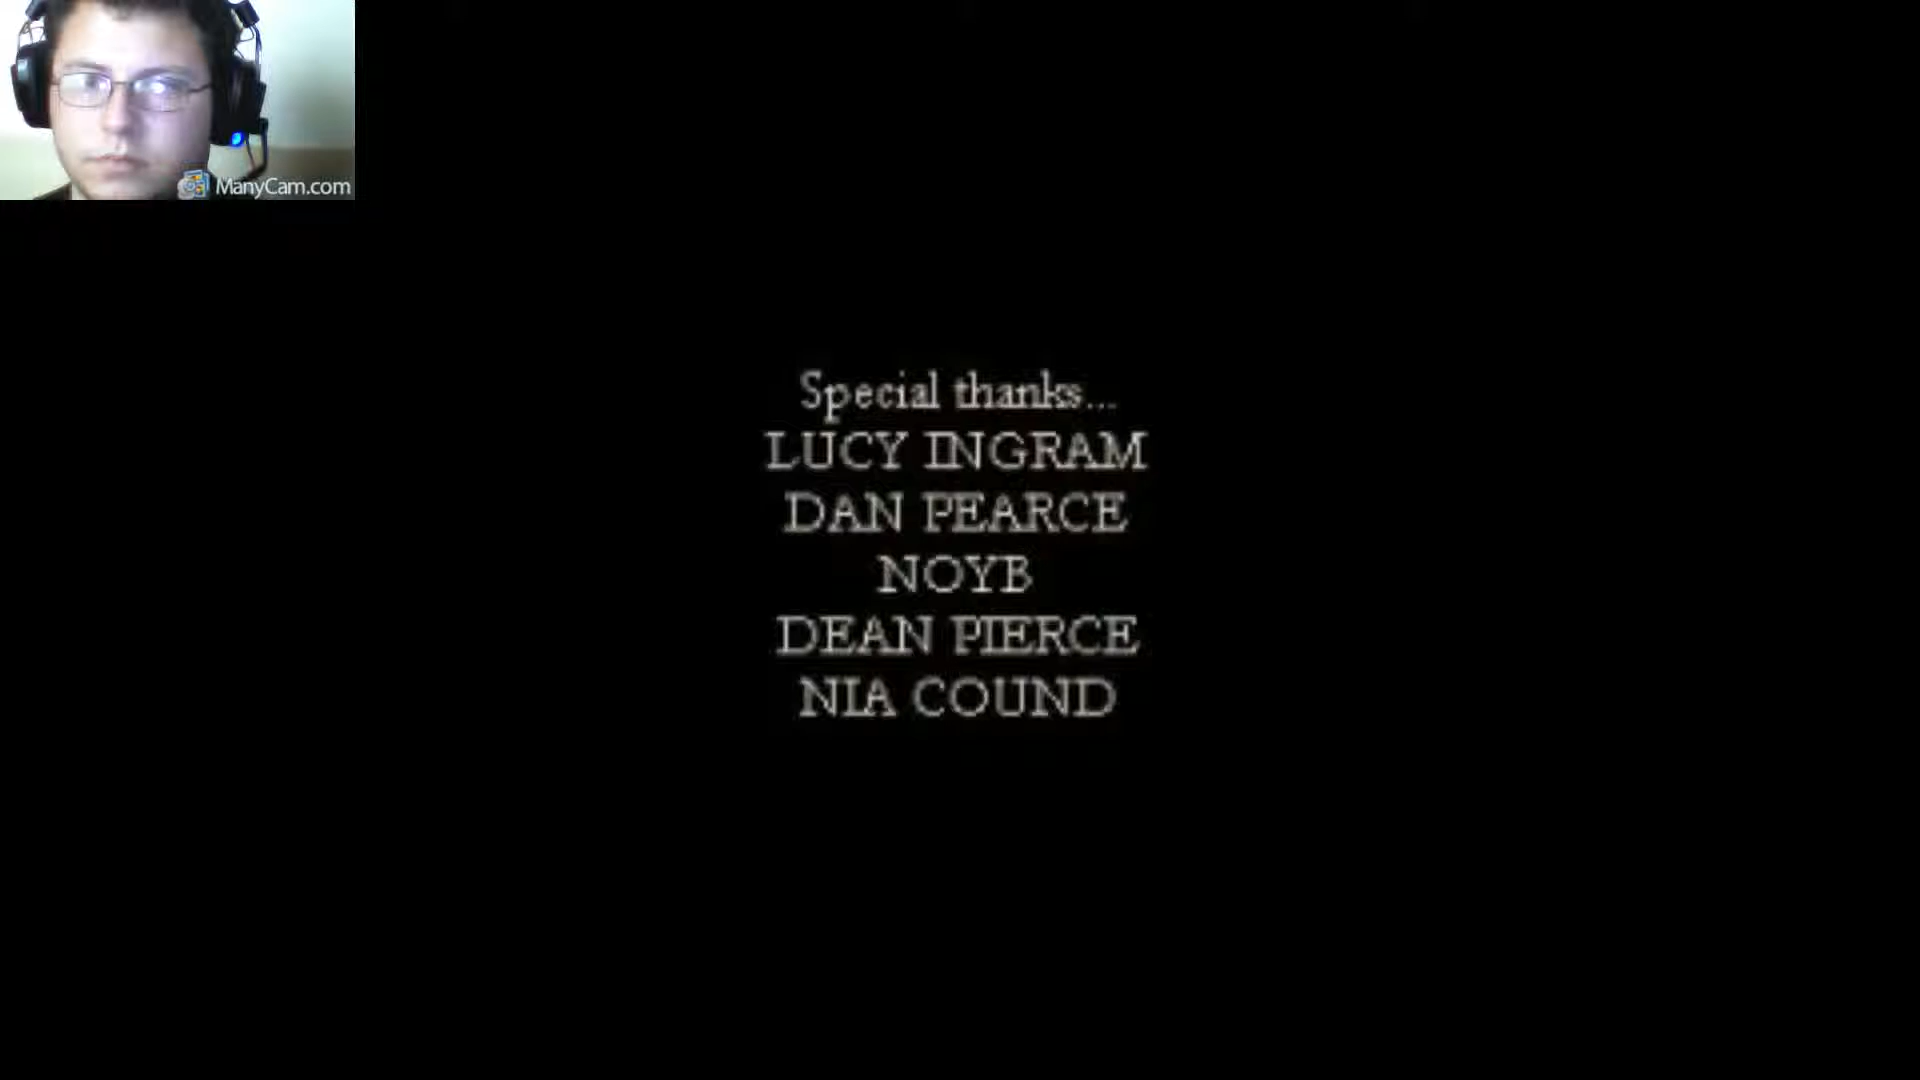 ManyCam.com
Special thanks...
LUCY INGRAM
DAN PEARCE
NOYB
DEAN PIERCE
NIA COUND